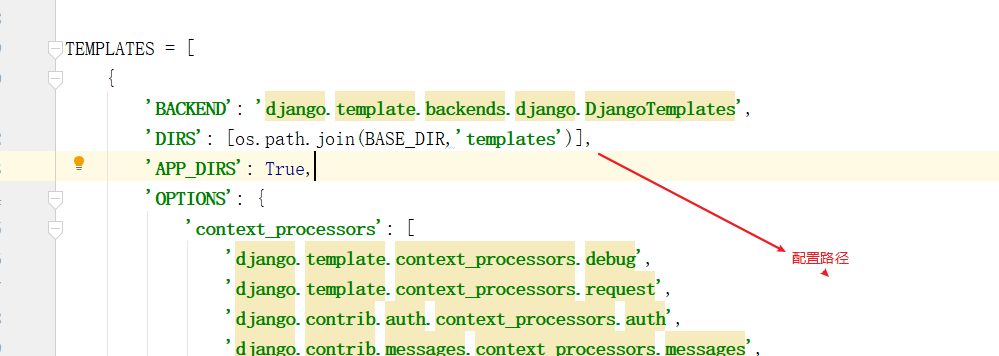 TEMPLATES = [
{
'BACKEND': 'django.template.backends.django.DjangoTemplates',
'DIRS': [os.path.join(BASE_DIR,'templates')],
'APP_DIRS': True,
'OPTIONS': {
'context_processors': [
'django.template.context_processors.debug',
配置路径
'django.template.context_processors.request',
'django.contrib.auth.context_processors.auth',
'django.contrib.messages.context_processors.messages',